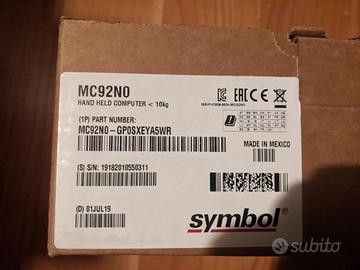 MC92N0
HAND HELD COMPUTER < 10kg
(1P) PART NUMBER:
MC92N0-GP0SXEYA5WR
MADE IN MEXICO
(S) S/N: 19182010550311
(D) 01JUL19
symbol
subito